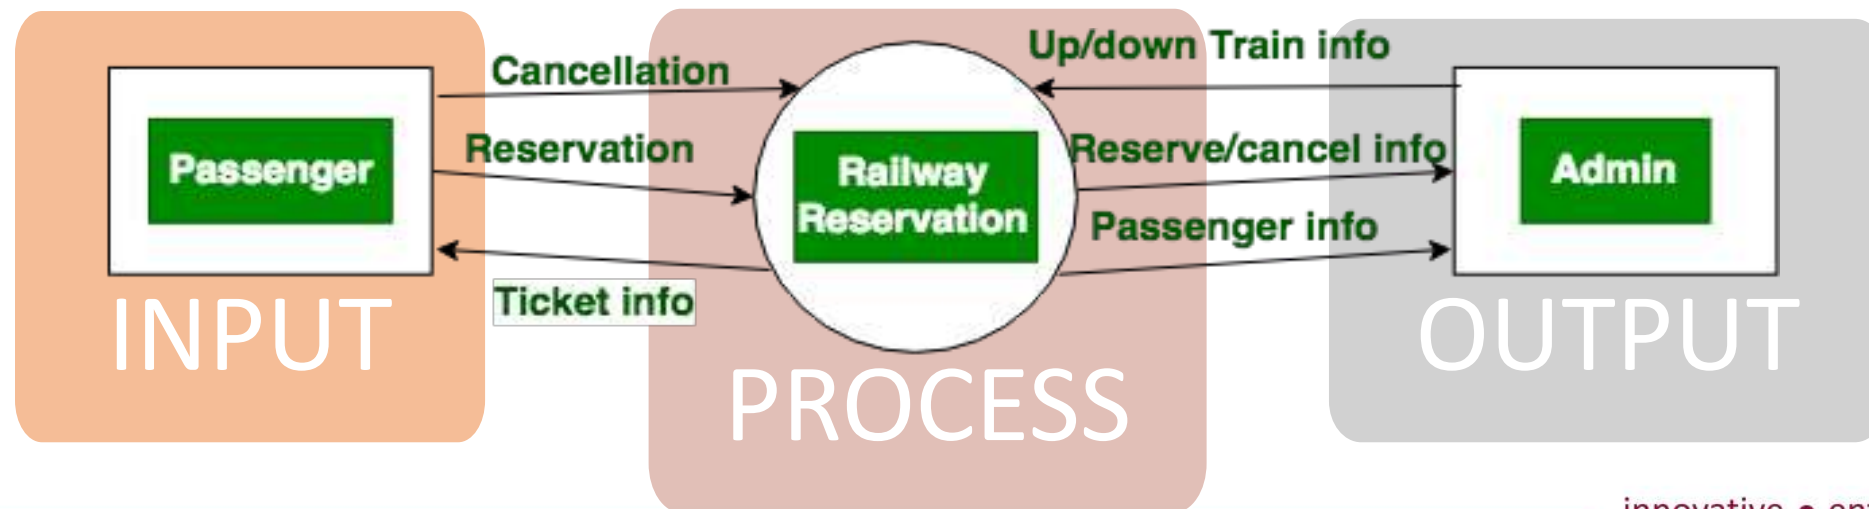 Cancellation
Up/down Train info
Passenger
Reservation
Railway
Reservation
Reserve/cancel info
Admin
Passenger info
Ticket info
INPUT
PROCESS
OUTPUT
innovative •